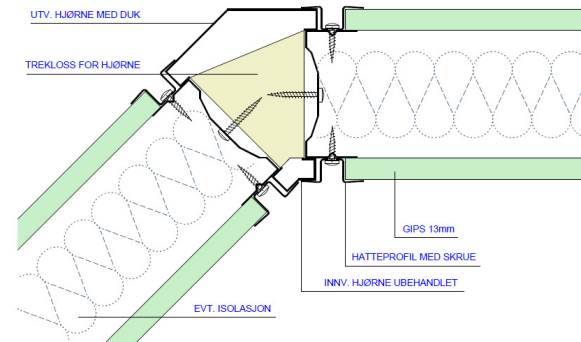 UTV. HJØRNE MED DUK
TREKLOSS FOR HJØRNE
GIPS 13mm
HATTEPROFIL MED SKRUE
INNV. HJØRNE UBEHANDLET
EVT. ISOLASJON